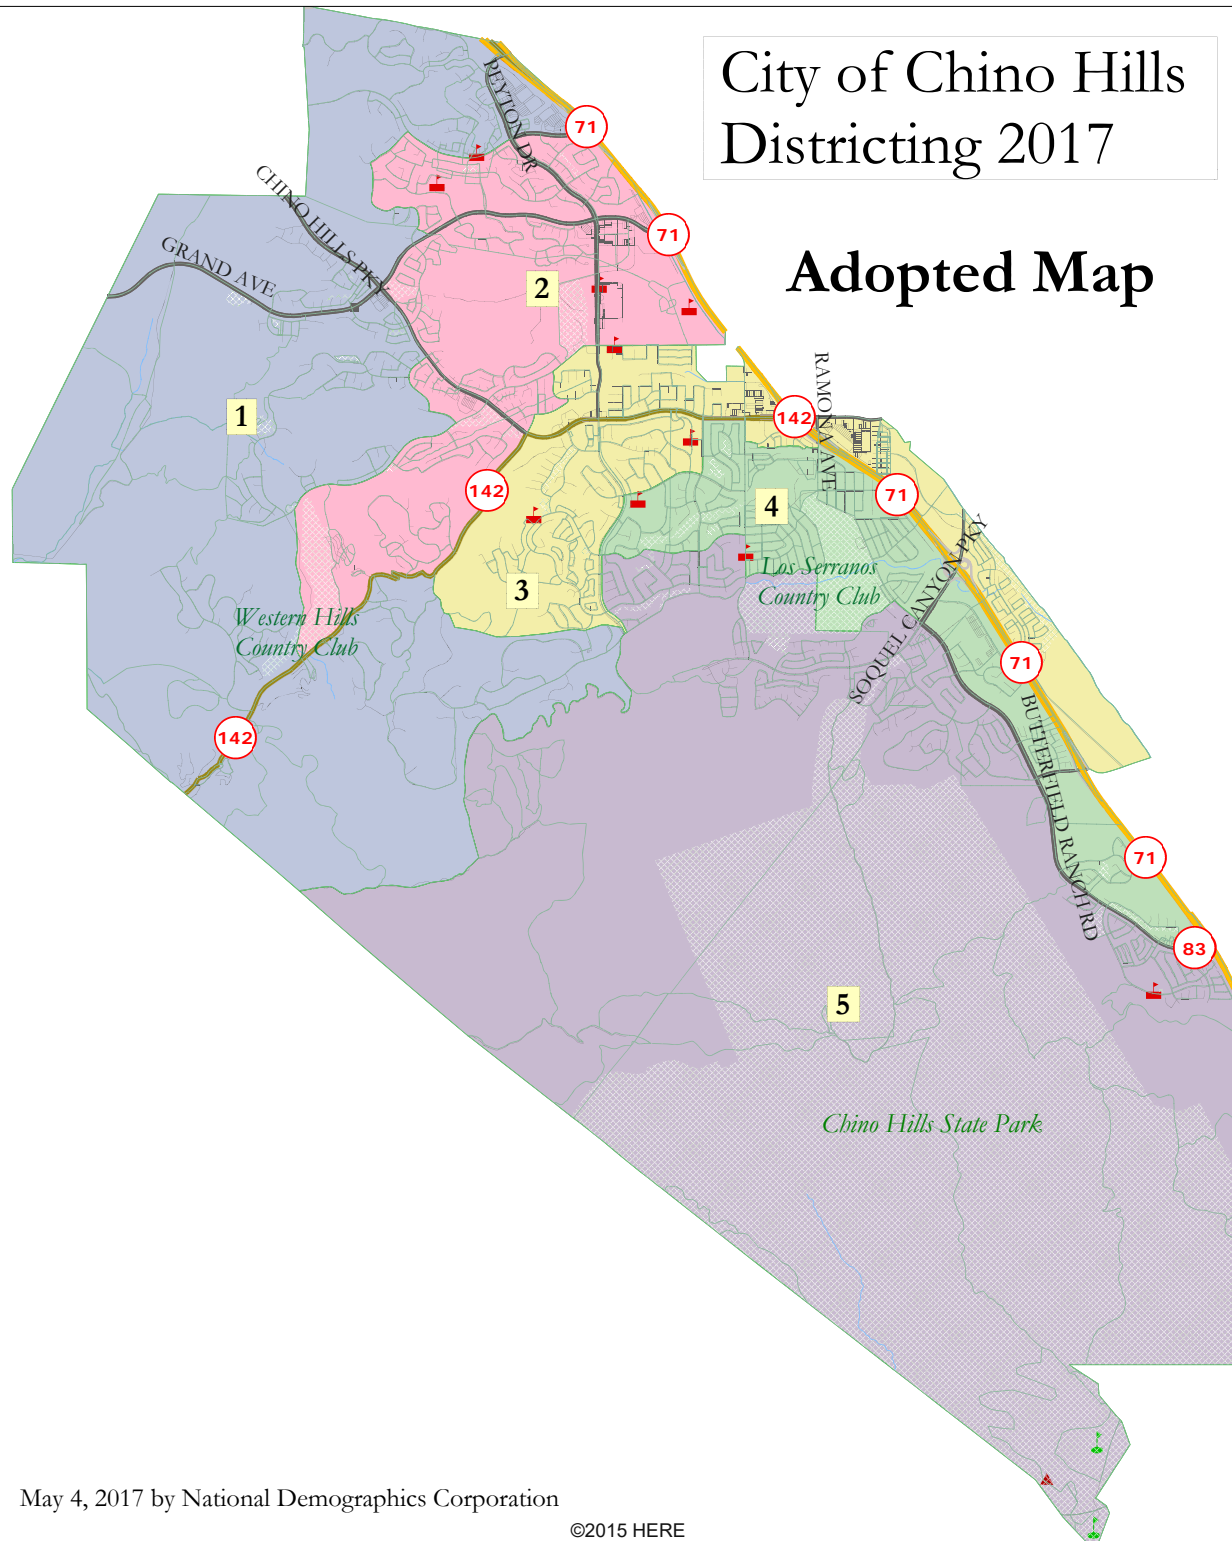 City of Chino Hills
Districting 2017
Adopted Map
PEYTON DR
71
CHINO HILLS PKY
71
GRAND AVE
2
RAMONA AVE
1
142
142
71
4
3
Los Serranos
Country Club
SOQUEL CANYON PKY
Western Hills
Country Club
71
142
BUTTERFIELD RANCH RD
71
83
5
Chino Hills State Park
May 4, 2017 by National Demographics Corporation
©2015 HERE